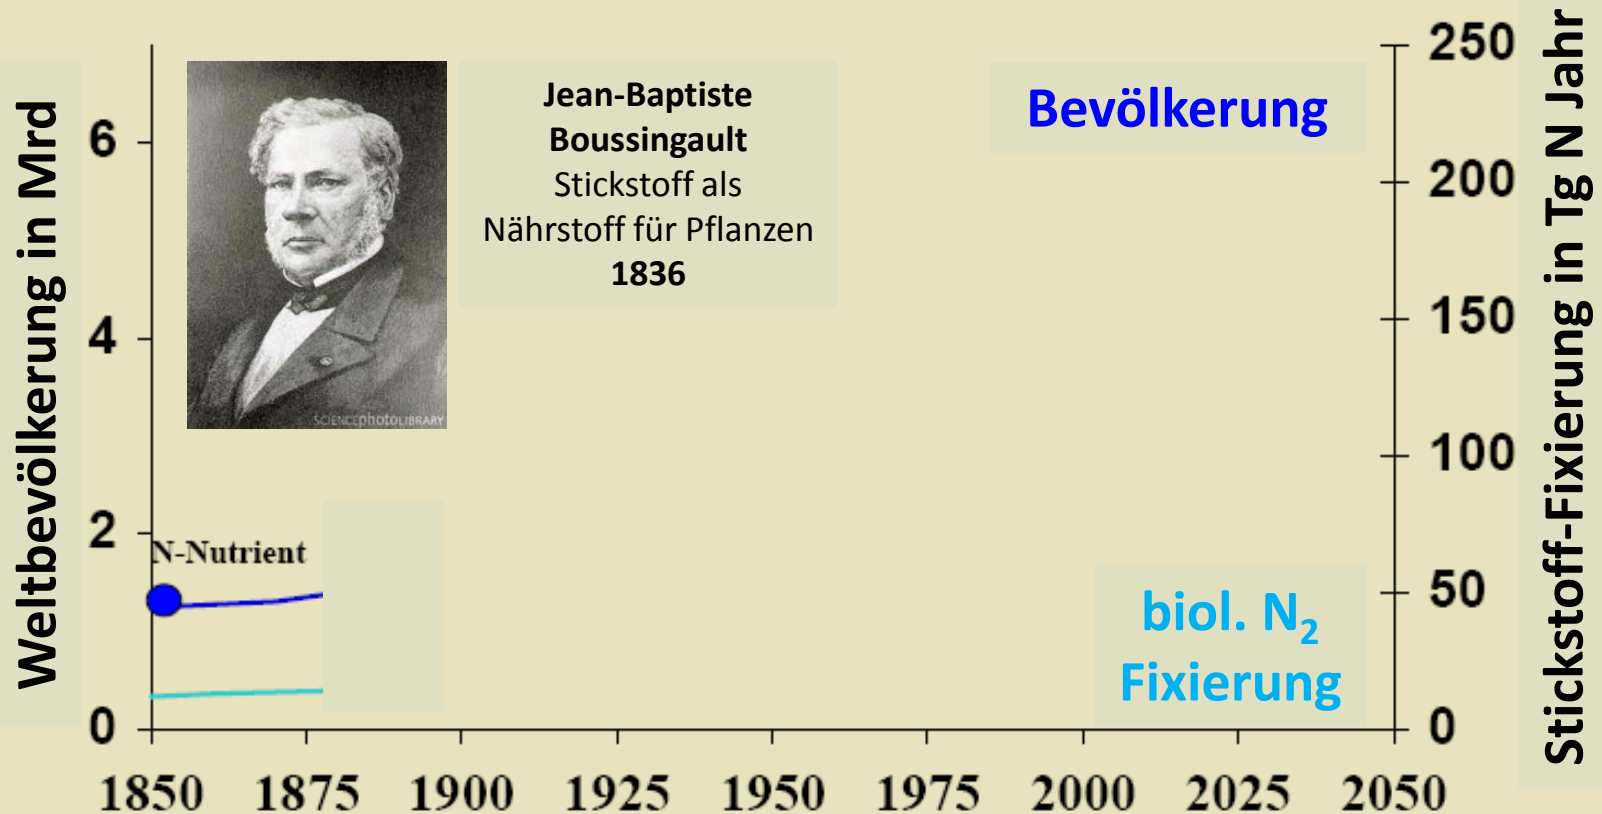 Weltbevölkerung in Mrd
6
4
2
0
SCIENCEphotoLIBRARY
Jean-Baptiste
Boussingault
Stickstoff als
Nährstoff für Pflanzen
1836
Bevölkerung
N-Nutrient
biol. N₂
Fixierung
250
200
150
100
50
0
Stickstoff-Fixierung in Tg N Jahr
1850 1875 1900 1925 1950 1975 2000 2025 2050